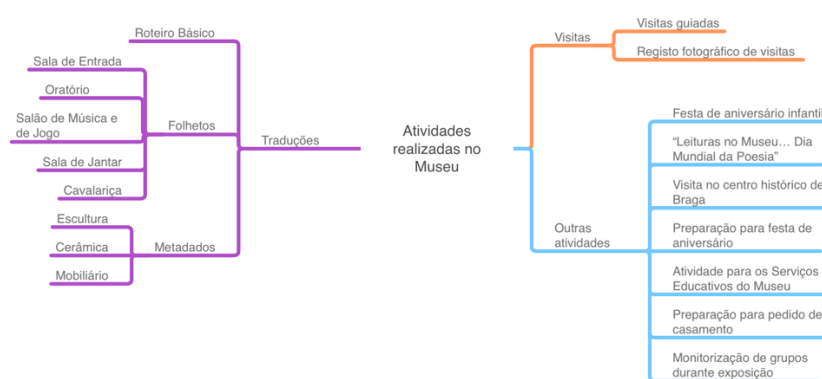 Roteiro Básico
Sala de Entrada
Oratório
Salão de Música e
de Jogo
Sala de Jantar
Cavalariça
Folhetos
Escultura
Cerâmica
Mobiliário
Metadados
Traduções
Atividades
realizadas no
Museu
Visitas
Visitas guiadas
Registo fotográfico de visitas
Outras
atividades
Festa de aniversário infantil
“Leituras no Museu… Dia
Mundial da Poesia”
Visita no centro histórico de
Braga
Preparação para festa de
aniversário
Atividade para os Serviços
Educativos do Museu
Preparação para pedido de
casamento
Monitorização de grupos
durante exposição